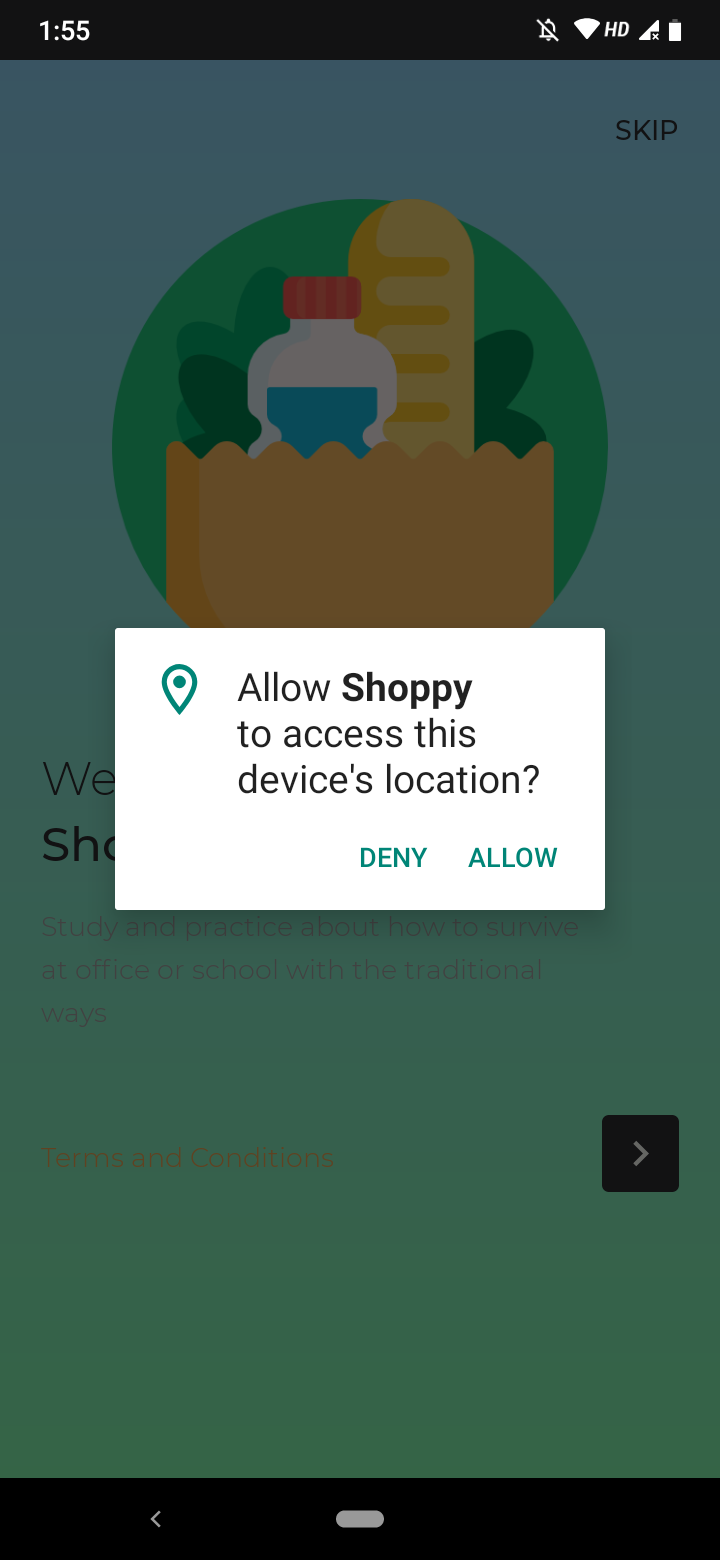 1:55
HD
SKIP
Allow Shoppy
to access this
device's location?
We
Sho
DENY ALLOW
Study and practice about how to survive
at office or school with the traditional
ways
Terms and Conditions